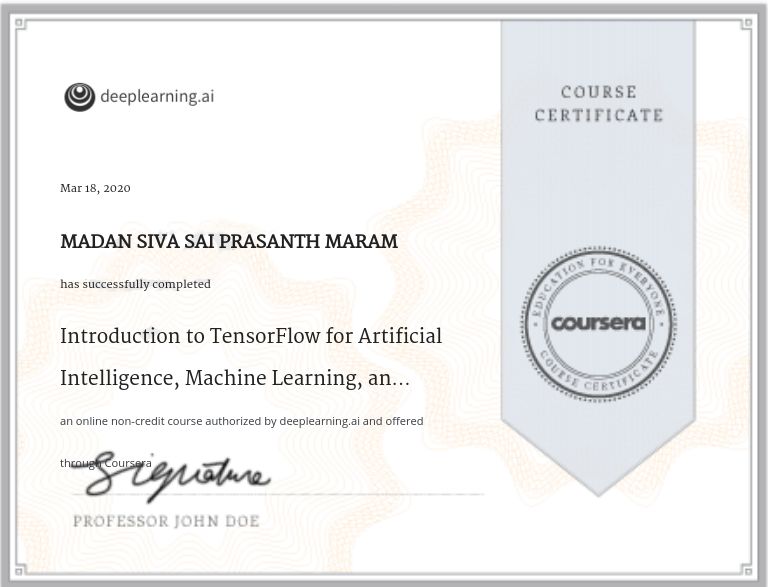 deeplearning.ai
COURSE
CERTIFICATE
Mar 18, 2020
MADAN SIVA SAI PRASANTH MARAM
has successfully completed
Introduction to TensorFlow for Artificial
Intelligence, Machine Learning, an...
an online non-credit course authorized by deeplearning.ai and offered
through Coursera
EDUCATION FOR EVERYONE
coursera
COURSE CERTIFICATE
Signature
PROFESSOR JOHN DOE